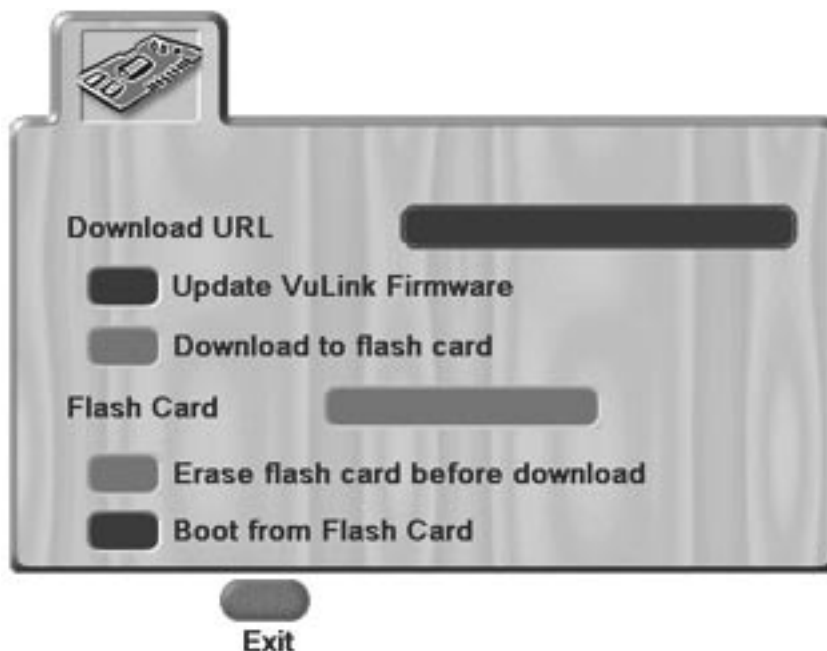 Download URL
Update VuLink Firmware
Download to flash card
Flash Card
Erase flash card before download
Boot from Flash Card
Exit